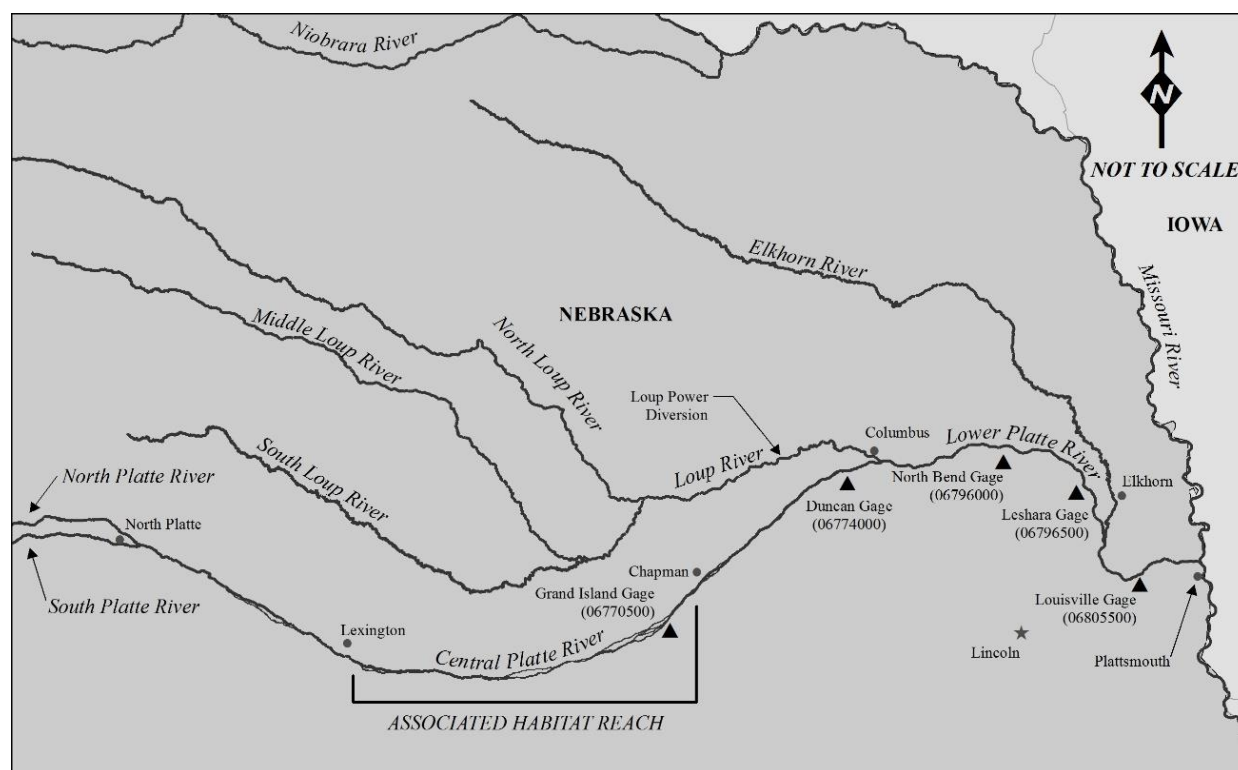 Niobrara River
N
NOT TO SCALE
IOWA
Elkhorn River
Missouri River
NEBRASKA
Middle Loup River
North Loup River
Loup Power
Diversion
South Loup River
Loup River
Columbus
Lower Platte River
North Platte River
North Platte
Elkhorn
North Bend Gage
(06796000)
Duncan Gage
(06774000)
Leshara Gage
(06796500)
Chapman
Grand Island Gage
(06770500)
South Platte River
Louisville Gage
(06805500)
Lexington
Central Platte River
Lincoln
Plattsmouth
ASSOCIATED HABITAT REACH